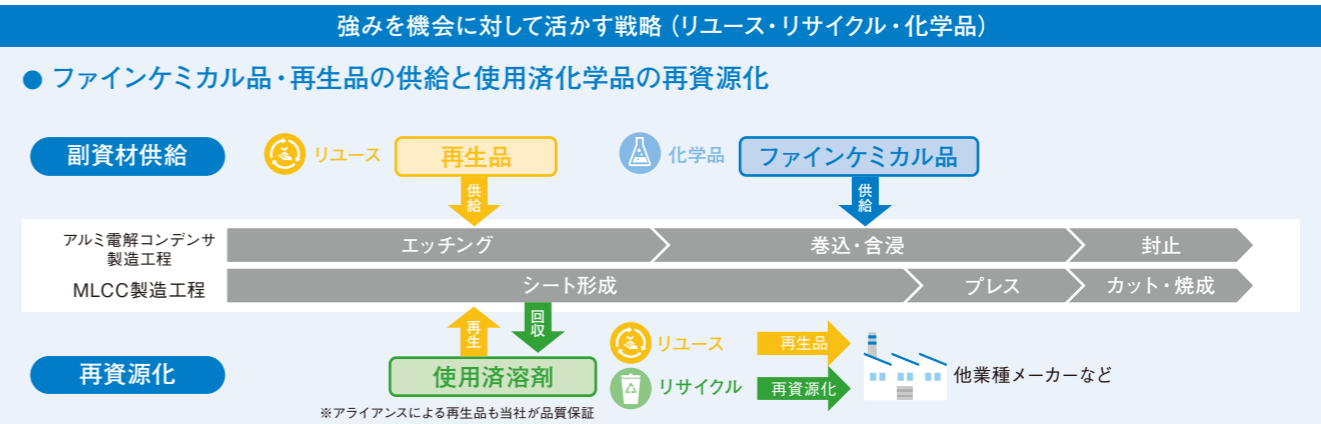 強みを機会に対して活かす戦略（リユース・リサイクル・化学品）
● ファインケミカル品・再生品の供給と使用済化学品の再資源化
副資材供給
リユース
再生品
化学品
ファインケミカル品
供給
供給
アルミ電解コンデンサ
製造工程
エッチング
巻込・含浸
封止
MLCC製造工程
シート形成
プレス
カット・焼成
再生
回収
再資源化
使用済溶剤
※アライアンスによる再生品も当社が品質保証
リユース
再生品
リサイクル
再資源化
他業種メーカーなど